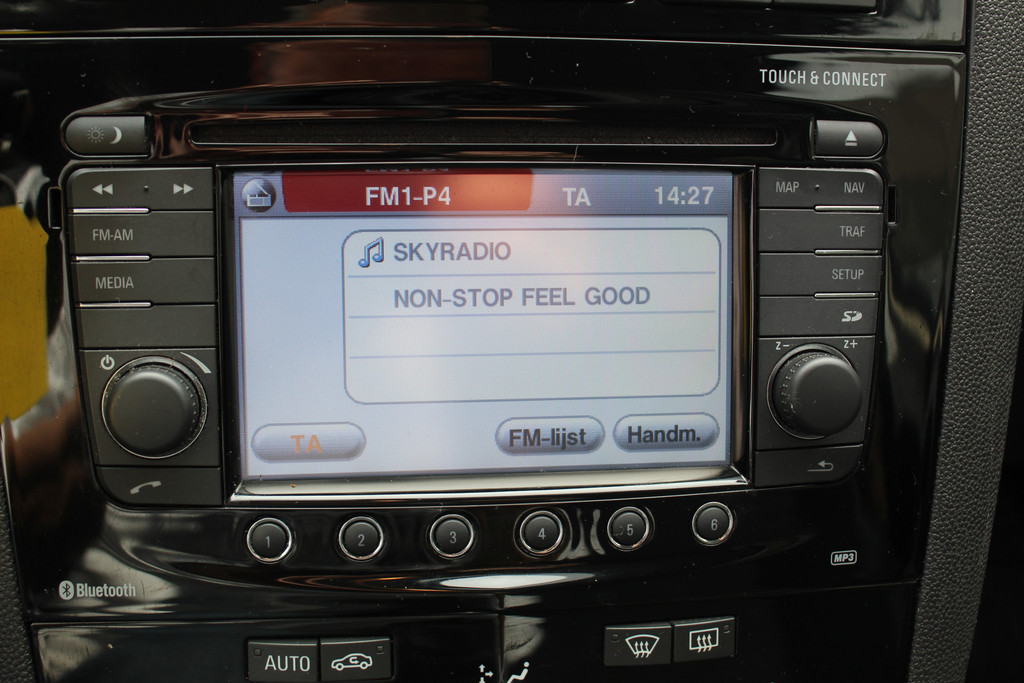 TOUCH & CONNECT
FM1-P4 TA 14:27
MAP NAV
FM-AM
TRAF
SKYRADIO
MEDIA
SETUP
NON-STOP FEEL GOOD
Z- Z+
TA FM-lijst Handm.
1 2 3 4 5 6
MP3
Bluetooth
AUTO